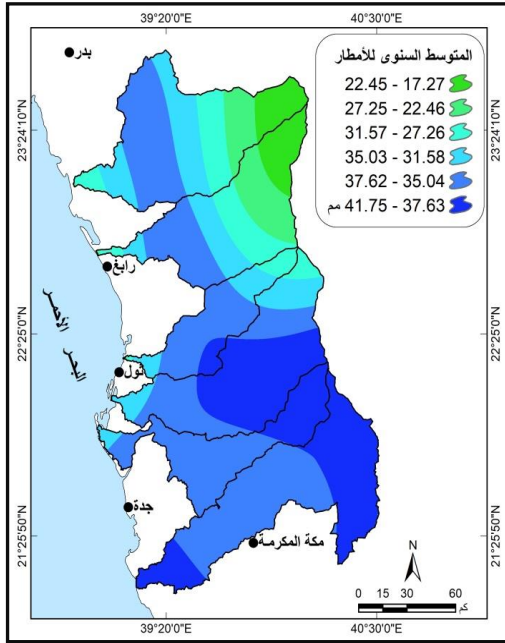 39°20'0"E 40°30'0"E
بدر
المتوسط السنوى للأمطار
22.45 - 17.27
27.25 - 22.46
31.57 - 27.26
35.03 - 31.58
37.62 - 35.04
41.75 - 37.63 مم
23°24'10"N 23°24'10"N
رابغ
البحر الأحمر
22°25'0"N 22°25'0"N
ثول
جدة
مكة المكرمة
21°25'50"N 21°25'50"N
N
0 15 30 60
كم
39°20'0"E 40°30'0"E